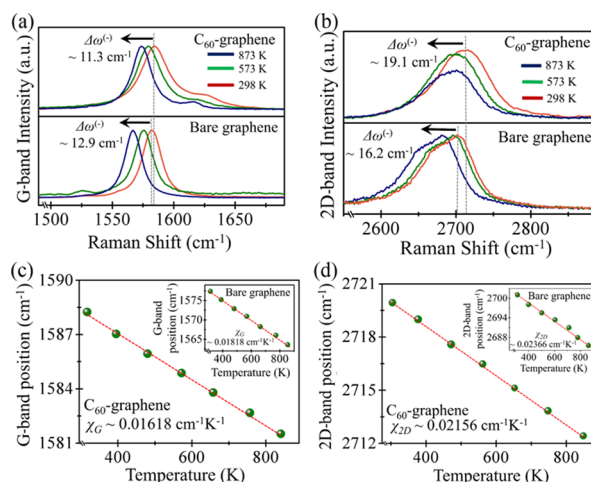 (a)
Δω(-)
~ 11.3 cm-1
C60-graphene
873 K
573 K
298 K
Δω(-)
~ 12.9 cm-1
Bare graphene
G-band Intensity (a.u.)
1500 1550 1600 1650
Raman Shift (cm-1)
(b)
Δω(-)
~ 19.1 cm-1
C60-graphene
873 K
573 K
298 K
Δω(-)
~ 16.2 cm-1
Bare graphene
2D-band Intensity (a.u.)
2600 2700 2800
Raman Shift (cm-1)
(c)
1590
1587
1584
1581
G-band position (cm-1)
Bare graphene
1575
1570
1565
G-band
position (cm-1)
χG
~ 0.01818 cm-1K-1
400 600 800
Temperature (K)
C60-graphene
χG ~ 0.01618 cm-1K-1
400 600 800
Temperature (K)
(d)
2721
2718
2715
2712
2D-band position (cm-1)
Bare graphene
2700
2688
2D-band
position (cm-1)
χ2D
~ 0.02366 cm-1K-1
400 600 800
Temperature (K)
C60-graphene
χ2D ~ 0.02156 cm-1K-1
400 600 800
Temperature (K)